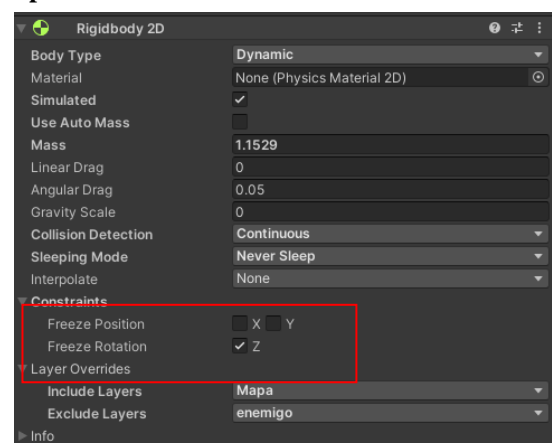 Rigidbody 2D
Body Type Dynamic
Material None (Physics Material 2D)
Simulated
Use Auto Mass
Mass 1.1529
Linear Drag 0
Angular Drag 0.05
Gravity Scale 0
Collision Detection Continuous
Sleeping Mode Never Sleep
Interpolate None
Constraints
Freeze Position X Y
Freeze Rotation Z
Layer Overrides
Include Layers Mapa
Exclude Layers enemigo
Info